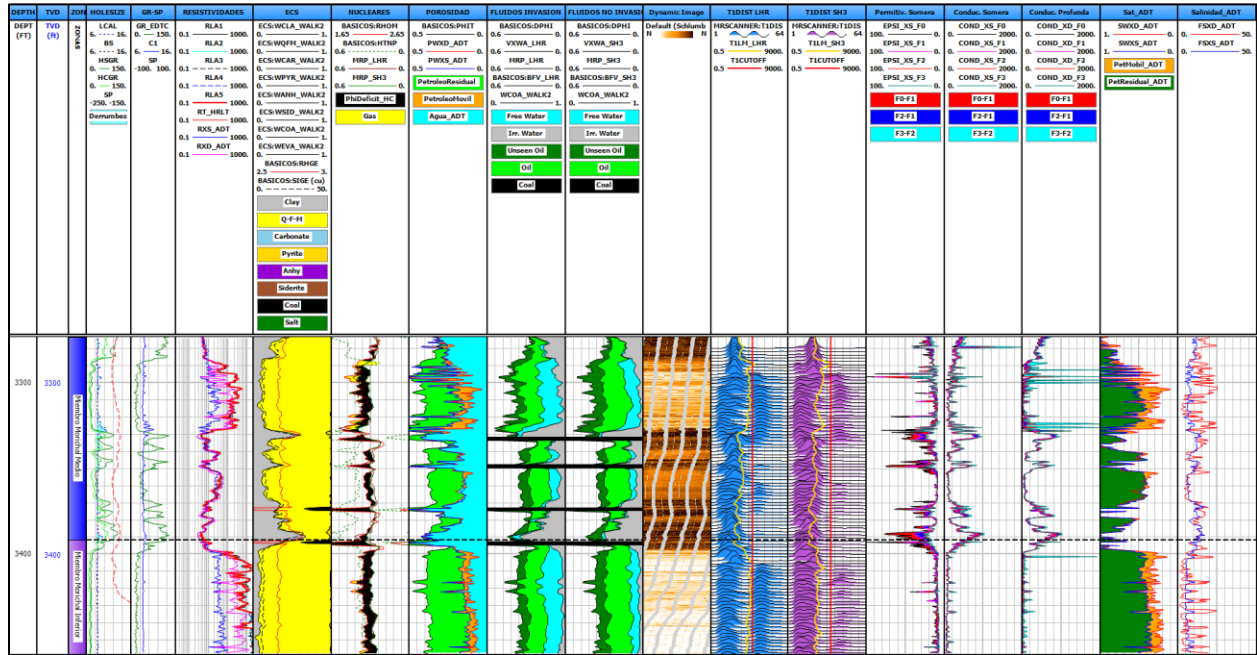 DEPTH TVD ZON HOLESIZE GR-SP RESISTIVIDADES ECS NUCLEARES POROSIDAD FLUIDOS INVASION FLUIDOS NO INVASI Dynamic Image T1DIST LHR T1DIST SH3 Permitiv. Somera Conduc. Somera Conduc. Profunda Sat_ADT Salinidad_ADT
DEPT
(FT)
TVD
(ft)
ZONAS
LCAL
6. 16.
BS
6. 16.
HSGR
0. 150.
HCGR
0. 150.
SP
-250. -150.
Derrumbes
GR_EDTC
0. 150.
C1
6. 16.
SP
-100. 100.
RLA1
0.1 1000.
RLA2
0.1 1000.
RLA3
0.1 1000.
RLA4
0.1 1000.
RLA5
0.1 1000.
RT_HRLT
0.1 1000.
RXS_ADT
0.1 1000.
RXD_ADT
0.1 1000.
ECS:WCLA_WALK2
0. 1.
ECS:WQFM_WALK2
0. 1.
ECS:WCAR_WALK2
0. 1.
ECS:WPYR_WALK2
0. 1.
ECS:WANH_WALK2
0. 1.
ECS:WSID_WALK2
0. 1.
ECS:WCOA_WALK2
0. 1.
ECS:WEVA_WALK2
0. 1.
BASICOS:RHGE
2.5 3.
BASICOS:SIGE (cu)
0. 50.
Clay
Q-F-M
Carbonate
Pyrite
Anhy
Siderite
Coal
Salt
BASICOS:RHOM
1.65 2.65
BASICOS:HTNP
0.6 0.
MRP_LHR
0.6 0.
MRP_SH3
0.6 0.
PhiDeficit_HC
Gas
BASICOS:PHIT
0.5 0.
PWXD_ADT
0.5 0.
PWXS_ADT
0.5 0.
PetroleoResidual
PetroleoMovil
Agua_ADT
BASICOS:DPHI
0.6 0.
VXWA_LHR
0.6 0.
MRP_LHR
0.6 0.
BASICOS:BFV_LHR
0.6 0.
WCOA_WALK2
0. 1.
Free Water
Irr. Water
Unseen Oil
Oil
Coal
BASICOS:DPHI
0.6 0.
VXWA_SH3
0.6 0.
MRP_SH3
0.6 0.
BASICOS:BFV_SH3
0.6 0.
WCOA_WALK2
0. 1.
Free Water
Irr. Water
Unseen Oil
Oil
Coal
Default (Schlumb
N N
MRSCANNER:T1DIS
1 64
T1LM_LHR
0.5 9000.
T1CUTOFF
0.5 9000.
MRSCANNER:T1DIS
1 64
T1LM_SH3
0.5 9000.
T1CUTOFF
0.5 9000.
EPSI_XS_F0
100. 0.
EPSI_XS_F1
100. 0.
EPSI_XS_F2
100. 0.
EPSI_XS_F3
100. 0.
F0-F1
F2-F1
F3-F2
COND_XS_F0
0. 2000.
COND_XS_F1
0. 2000.
COND_XS_F2
0. 2000.
COND_XS_F3
0. 2000.
F0-F1
F2-F1
F3-F2
COND_XD_F0
0. 2000.
COND_XD_F1
0. 2000.
COND_XD_F2
0. 2000.
COND_XD_F3
0. 2000.
F0-F1
F2-F1
F3-F2
SWXD_ADT
1. 0.
SWXS_ADT
1. 0.
PetMobil_ADT
PetResidual_ADT
FSXD_ADT
0. 50.
FSXS_ADT
0. 50.
3300 3300
Miembro Morichal Medio
3400 3400
Miembro Morichal Inferior